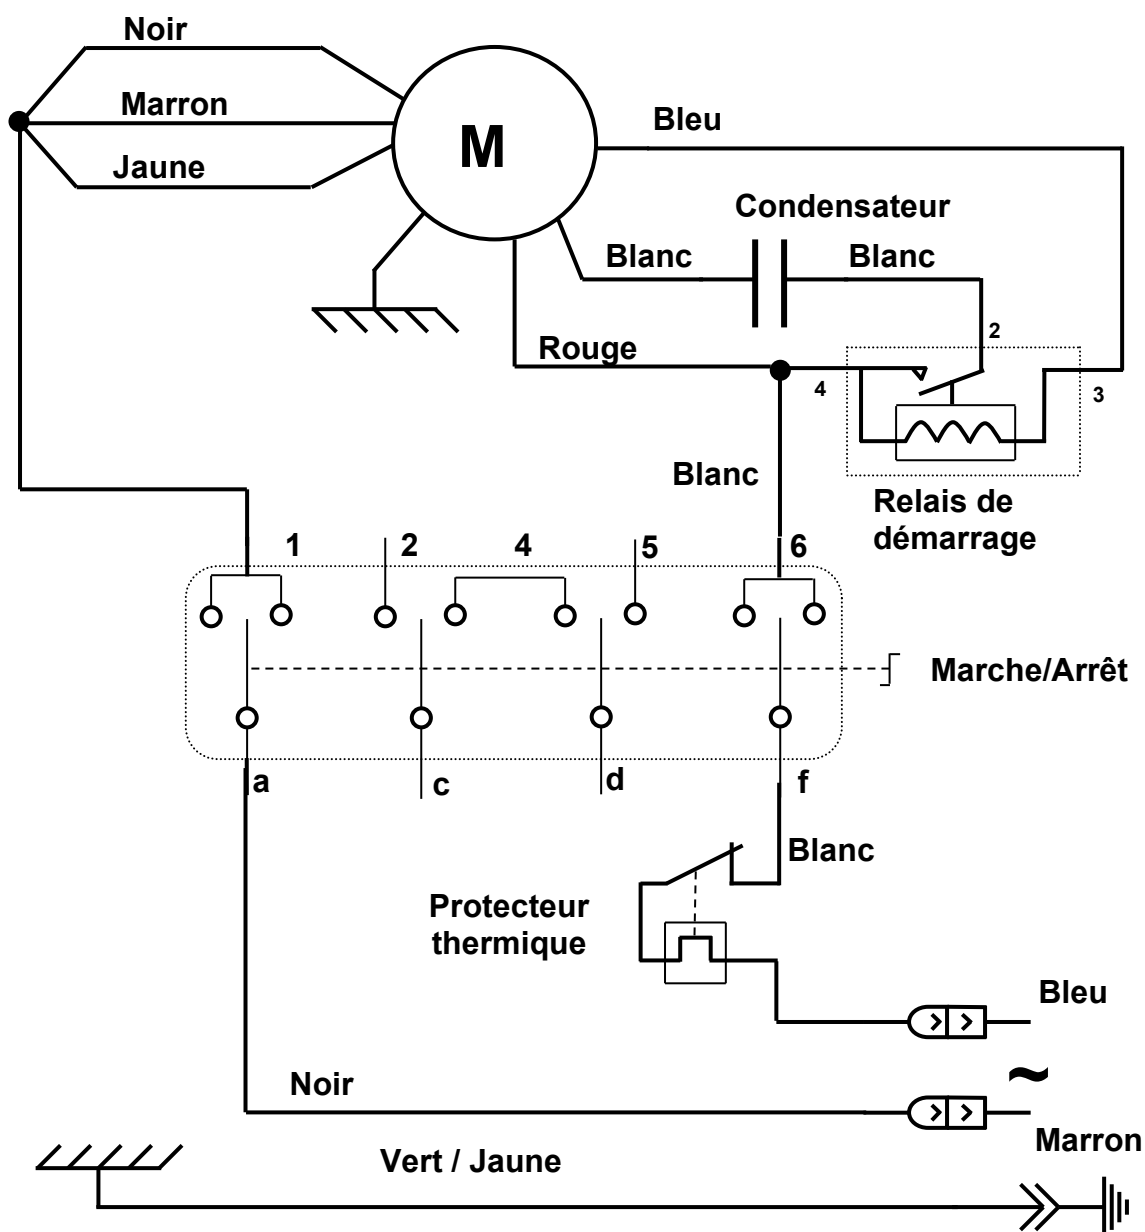 Noir
Marron
Jaune
M
Bleu
Condensateur
Blanc
Blanc
2
Rouge
4
3
Blanc
Relais de
démarrage
1
2
4
5
6
Marche/Arrêt
a
c
d
f
Blanc
Protecteur
thermique
Bleu
~
Noir
Marron
Vert / Jaune